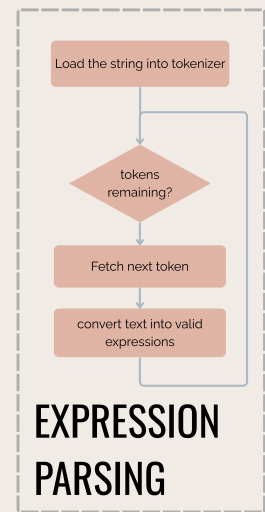 Load the string into tokenizer
tokens
remaining?
Fetch next token
convert text into valid
expressions
EXPRESSION
PARSING